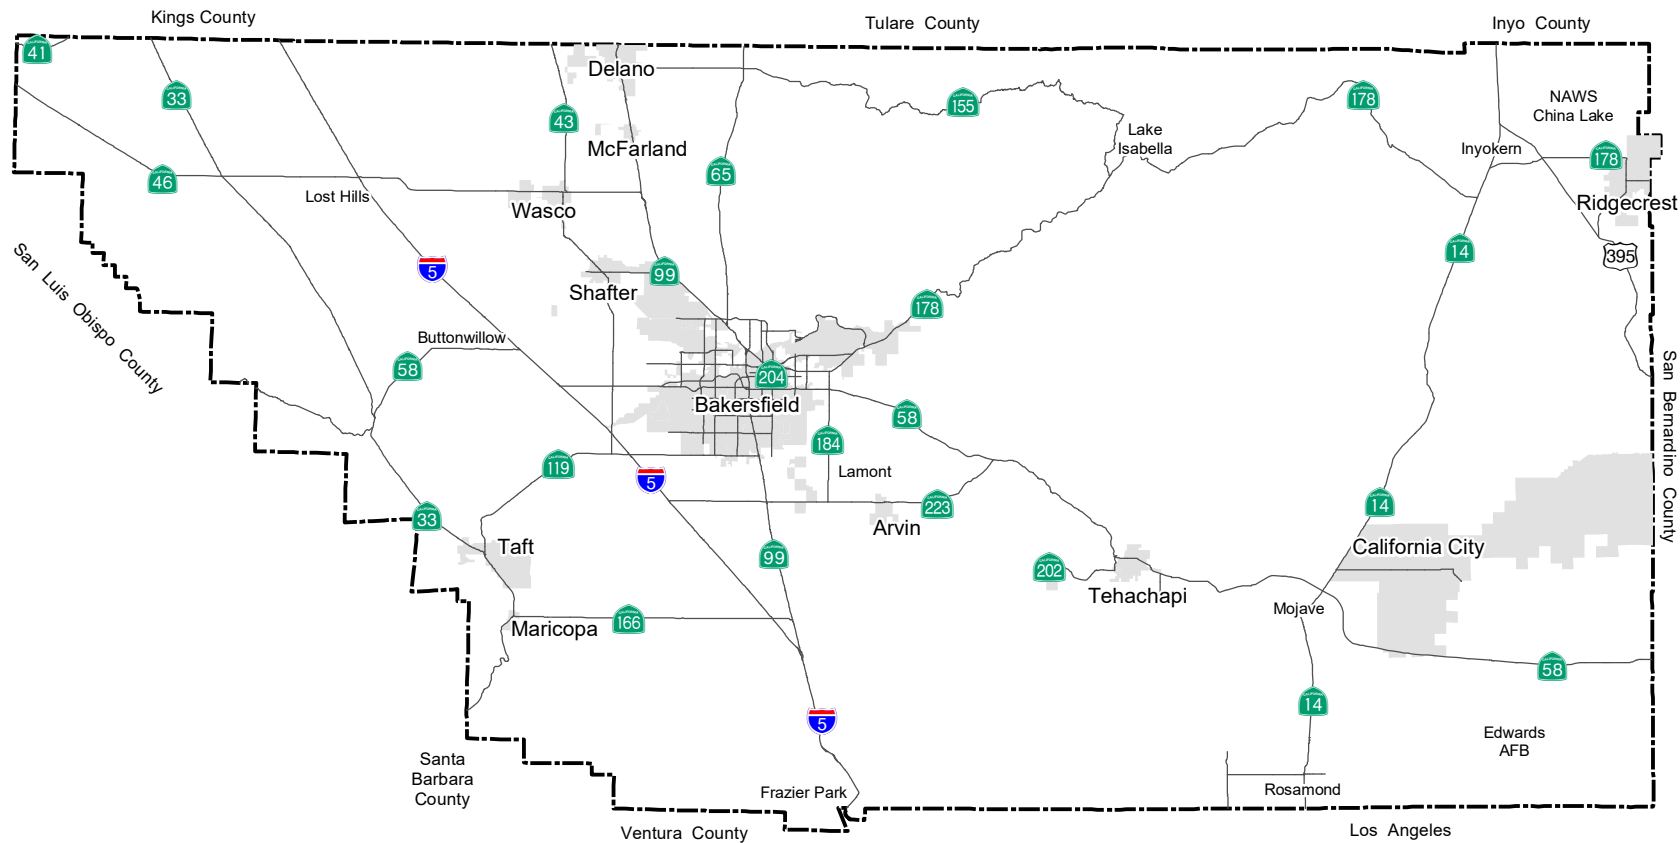 Kings County
Tulare County
Inyo County
41
33
Delano
155
178
NAWS
China Lake
43
Lake
Isabella
McFarland
Inyokern
178
65
46
Lost Hills
Wasco
Ridgecrest
San Luis Obispo County
5
99
14
395
Shafter
178
Buttonwillow
58
204
Bakersfield
58
San Bernardino County
184
119
Lamont
5
33
223
14
Arvin
Taft
99
California City
202
Tehachapi
Mojave
Maricopa
166
58
14
5
Edwards
AFB
Santa
Barbara
County
Frazier Park
Rosamond
Ventura County
Los Angeles